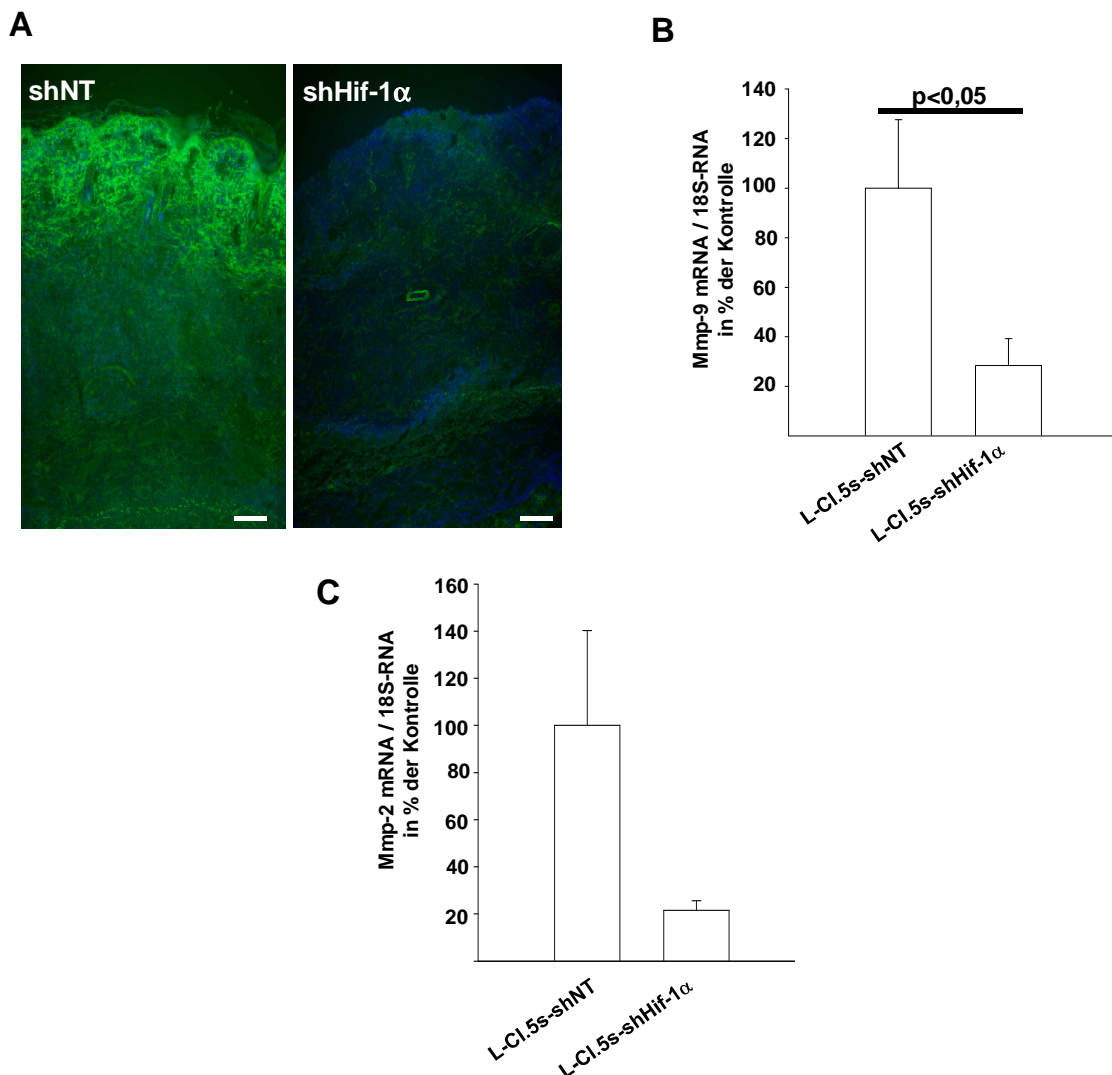 A
shNT
shHif-1α
B
p<0,05
Mmp-9 mRNA / 18S-RNA
in % der Kontrolle
140
120
100
80
60
40
20
L-Cl.5s-shNT
L-Cl.5s-shHif-1α
C
Mmp-2 mRNA / 18S-RNA
in % der Kontrolle
160
140
120
100
80
60
40
20
L-Cl.5s-shNT
L-Cl.5s-shHif-1α